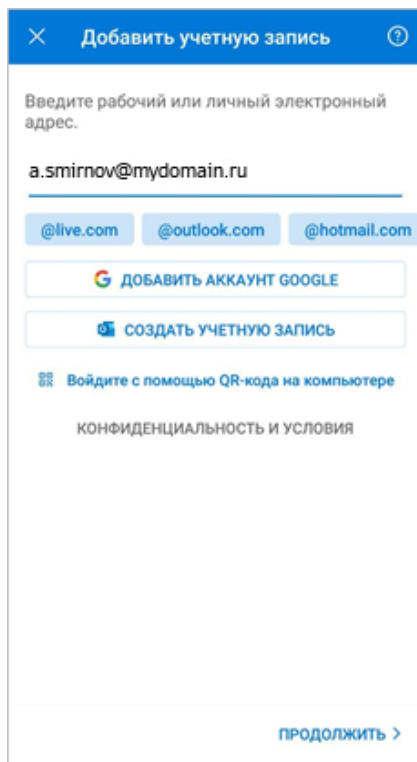 Добавить учетную запись
Введите рабочий или личный электронный
адрес.
a.smirnov@mydomain.ru
@live.com @outlook.com @hotmail.com
ДОБАВИТЬ АККАУНТ GOOGLE
СОЗДАТЬ УЧЕТНУЮ ЗАПИСЬ
Войдите с помощью QR-кода на компьютере
КОНФИДЕНЦИАЛЬНОСТЬ И УСЛОВИЯ
ПРОДОЛЖИТЬ >